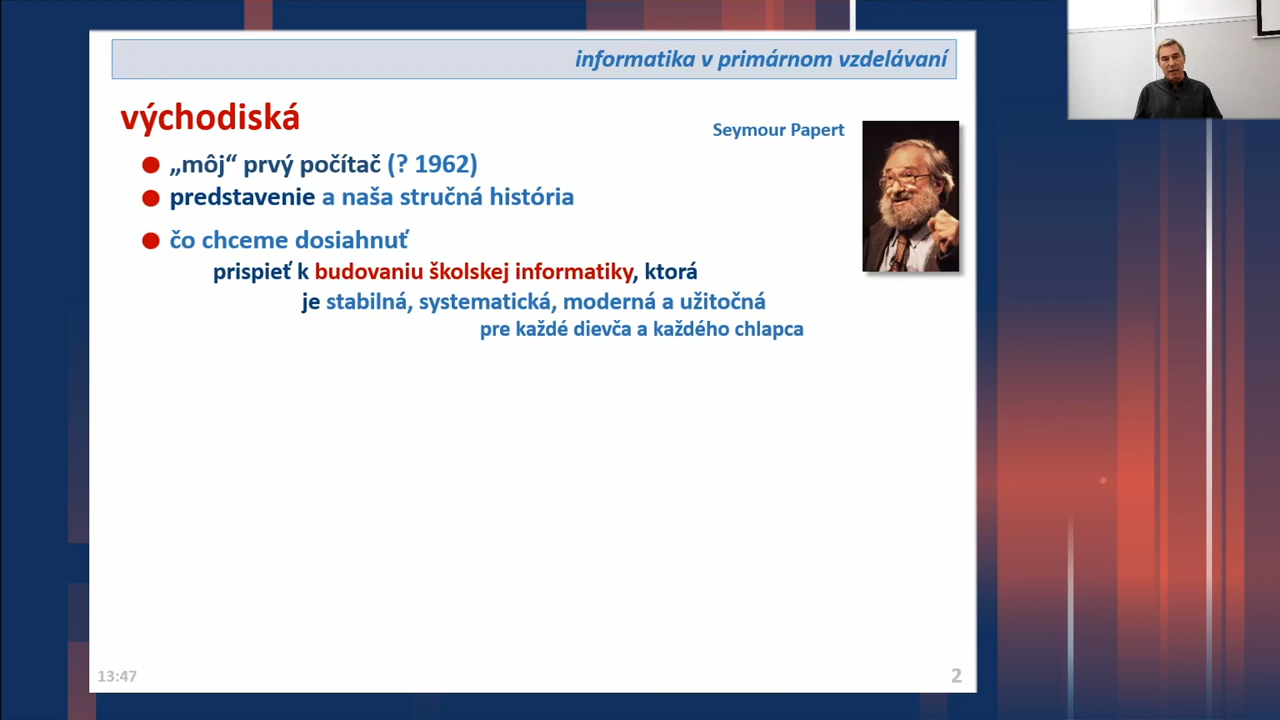 informatika v primárnom vzdelávaní
východiská
Seymour Papert
„môj“ prvý počítač (? 1962)
predstavenie a naša stručná história
čo chceme dosiahnuť
prispieť k budovaniu školskej informatiky, ktorá
je stabilná, systematická, moderná a užitočná
pre každé dievča a každého chlapca
13:47
2